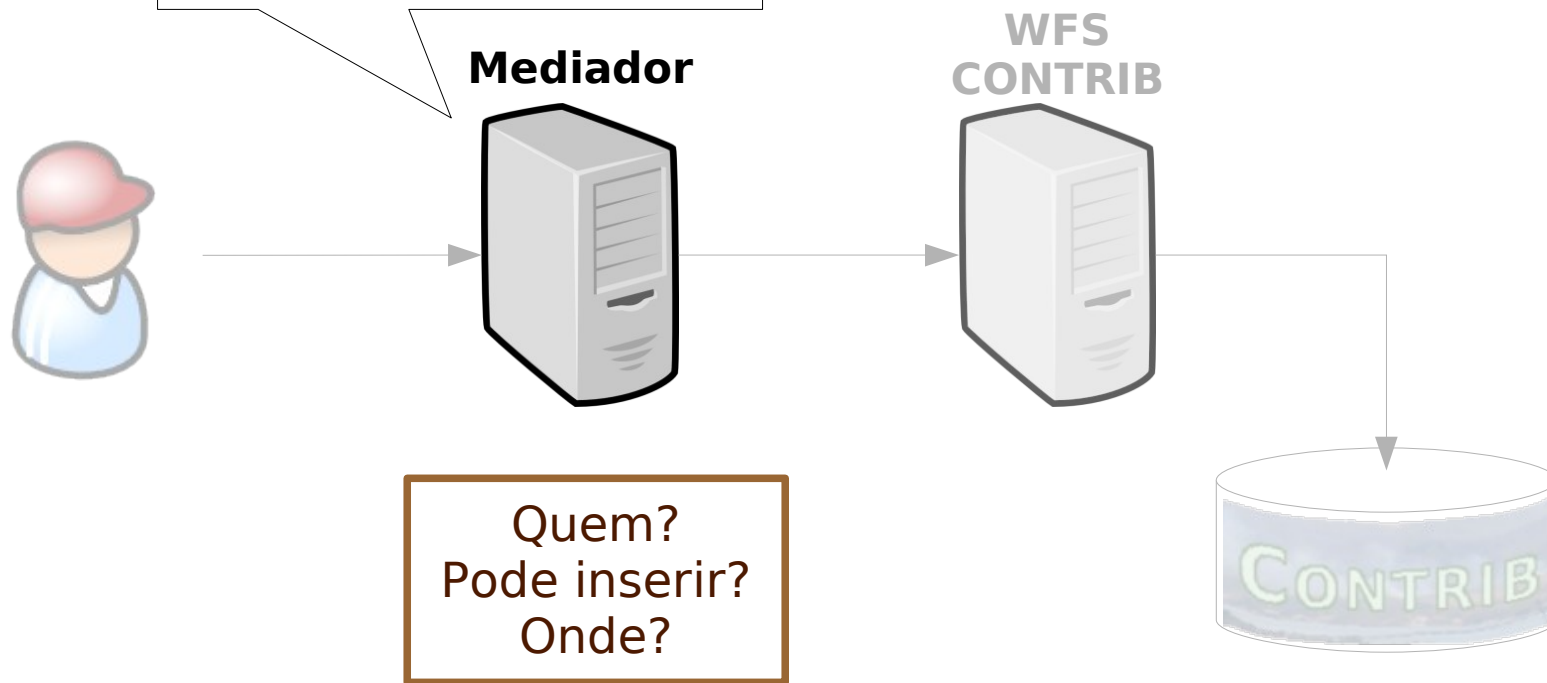 Mediador
WFS
CONTRIB
Quem?
Pode inserir?
Onde?
CONTRIB